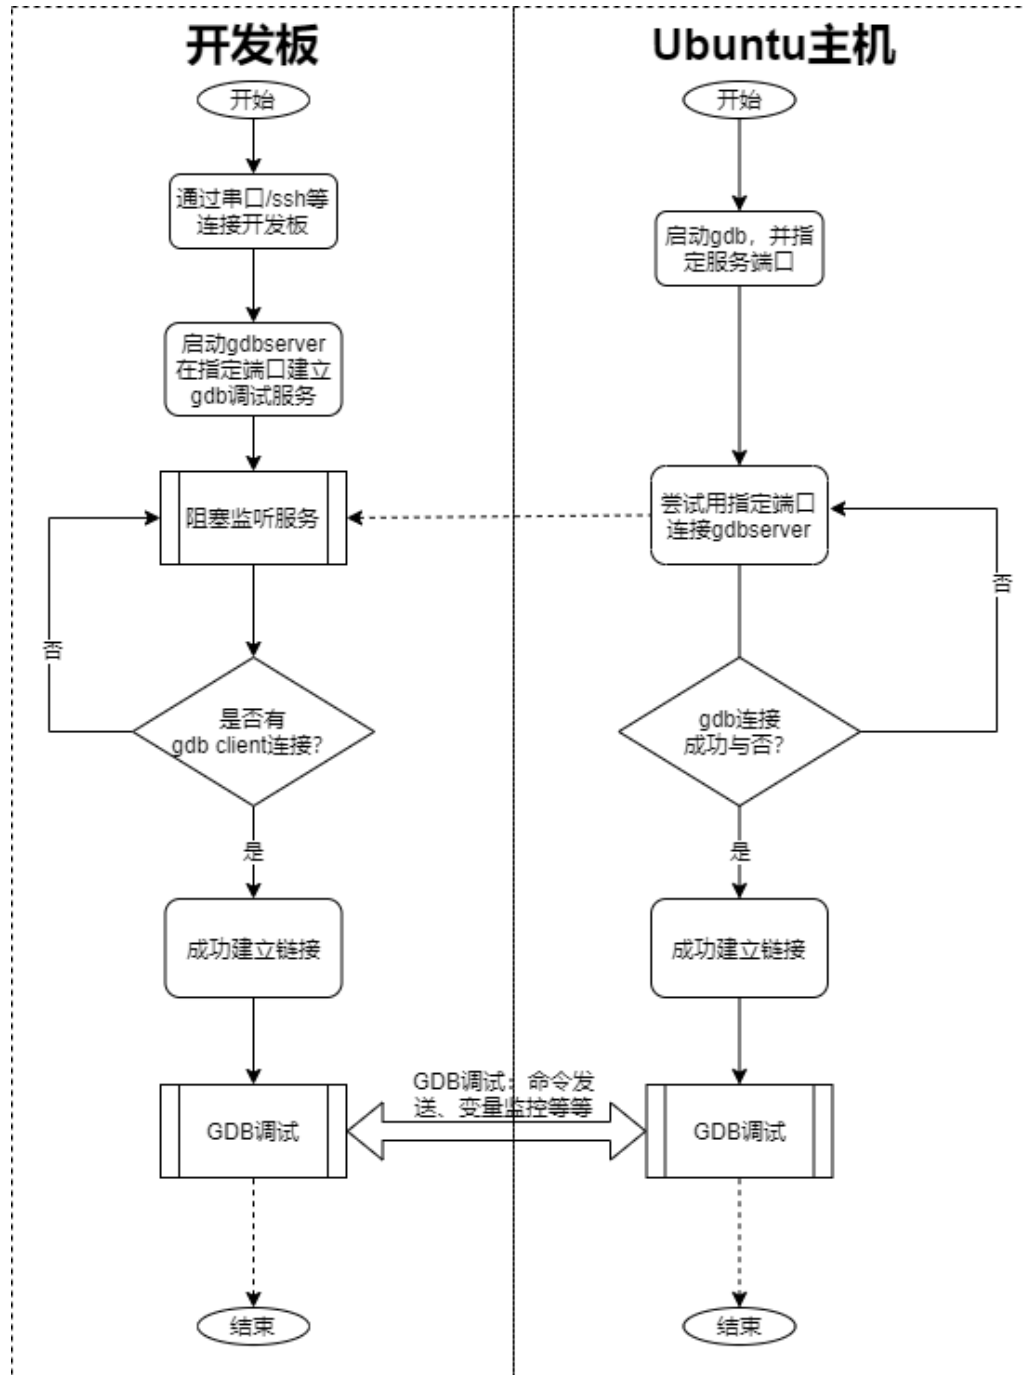 开发板
开始
通过串口/ssh等
连接开发板
启动gdbserver
在指定端口建立
gdb调试服务
阻塞监听服务
否
是否有
gdb client连接?
是
成功建立链接
GDB调试
结束
Ubuntu主机
开始
启动gdb，并指
定服务端口
尝试用指定端口
连接gdbserver
否
gdb连接
成功与否?
是
成功建立链接
GDB调试：命令发
送、变量监控等等
GDB调试
结束